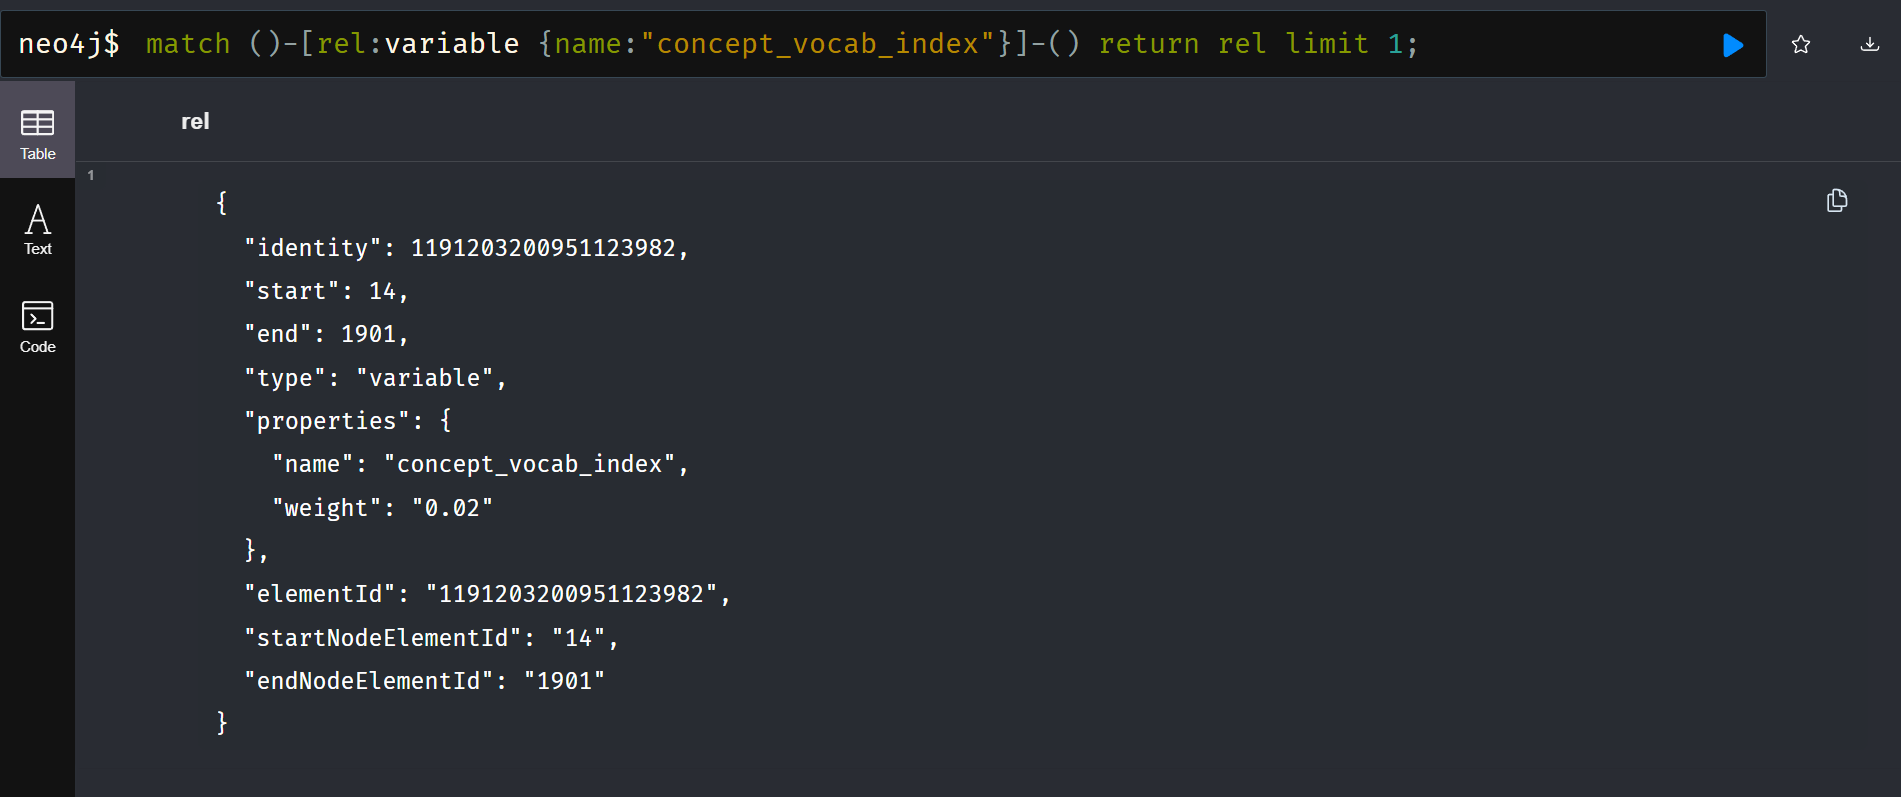 neo4j$ match ()-[rel:variable {name:"concept_vocab_index"}]-() return rel limit 1;
Table
Text
Code
rel
1
{
"identity": 1191203200951123982,
"start": 14,
"end": 1901,
"type": "variable",
"properties": {
"name": "concept_vocab_index",
"weight": "0.02"
},
"elementId": "1191203200951123982",
"startNodeElementId": "14",
"endNodeElementId": "1901"
}